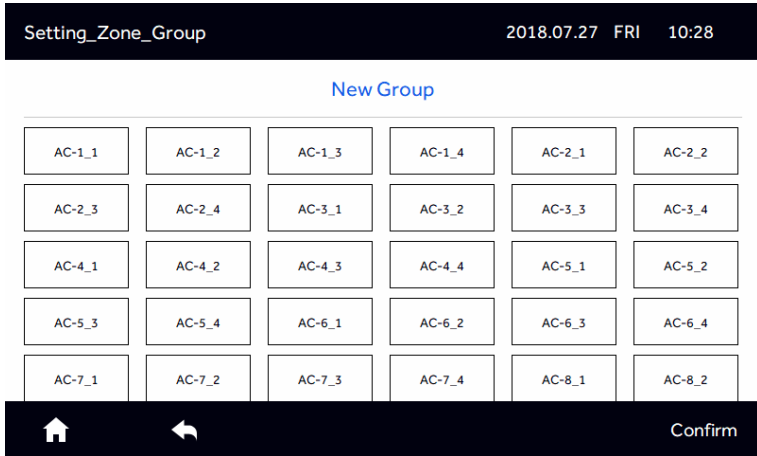 Setting_Zone_Group 2018.07.27 FRI 10:28
New Group
AC-1_1 AC-1_2 AC-1_3 AC-1_4 AC-2_1 AC-2_2
AC-2_3 AC-2_4 AC-3_1 AC-3_2 AC-3_3 AC-3_4
AC-4_1 AC-4_2 AC-4_3 AC-4_4 AC-5_1 AC-5_2
AC-5_3 AC-5_4 AC-6_1 AC-6_2 AC-6_3 AC-6_4
AC-7_1 AC-7_2 AC-7_3 AC-7_4 AC-8_1 AC-8_2
Confirm